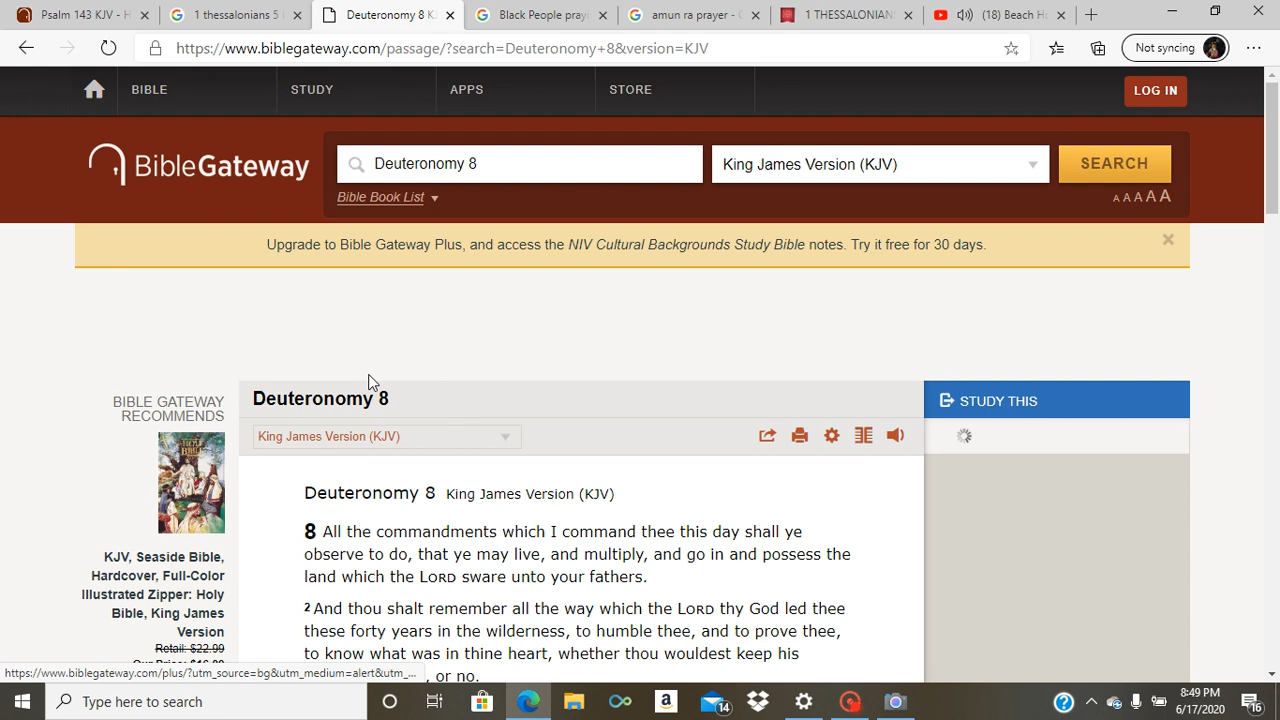 Psalm 143 KJV - H
1 thessalonians 5 k
Deuteronomy 8 KJ
Black People prayi
amun ra prayer - G
1 THESSALONIAN
(18) Beach Ho
https://www.biblegateway.com/passage/?search=Deuteronomy+8&version=KJV
Not syncing
BIBLE
STUDY
APPS
STORE
LOG IN
BibleGateway
Deuteronomy 8
King James Version (KJV)
SEARCH
Bible Book List
A A A A A
Upgrade to Bible Gateway Plus, and access the NIV Cultural Backgrounds Study Bible notes. Try it free for 30 days.
BIBLE GATEWAY
RECOMMENDS
HOLY
BIBLE
KJV, Seaside Bible,
Hardcover, Full-Color
Illustrated Zipper: Holy
Bible, King James
Version
Retail: $22.99
Deuteronomy 8
King James Version (KJV)
STUDY THIS
Deuteronomy 8 King James Version (KJV)
8 All the commandments which I command thee this day shall ye
observe to do, that ye may live, and multiply, and go in and possess the
land which the LORD sware unto your fathers.
2 And thou shalt remember all the way which the LORD thy God led thee
these forty years in the wilderness, to humble thee, and to prove thee,
to know what was in thine heart, whether thou wouldest keep his
, or no.
https://www.biblegateway.com/plus/?utm_source=bg&utm_medium=alert&utm_...
Type here to search
14
8:49 PM
6/17/2020
16